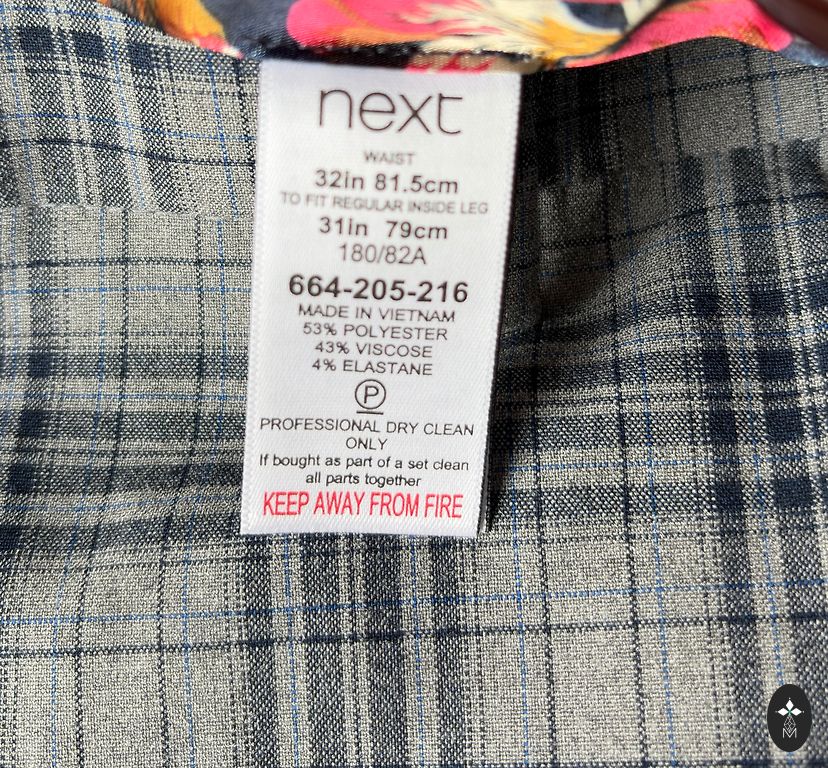 next
WAIST
32in 81.5cm
TO FIT REGULAR INSIDE LEG
31in 79cm
180/82A
664-205-216
MADE IN VIETNAM
53% POLYESTER
43% VISCOSE
4% ELASTANE
P
PROFESSIONAL DRY CLEAN
ONLY
If bought as part of a set clean
all parts together
KEEP AWAY FROM FIRE
M